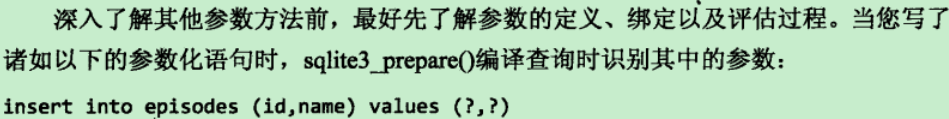 深入了解其他参数方法前，最好先了解参数的定义、绑定以及评估过程。当您写了
诸如以下的参数化语句时，sqlite3_prepare()编译查询时识别其中的参数：
insert into episodes (id,name) values (?,?)